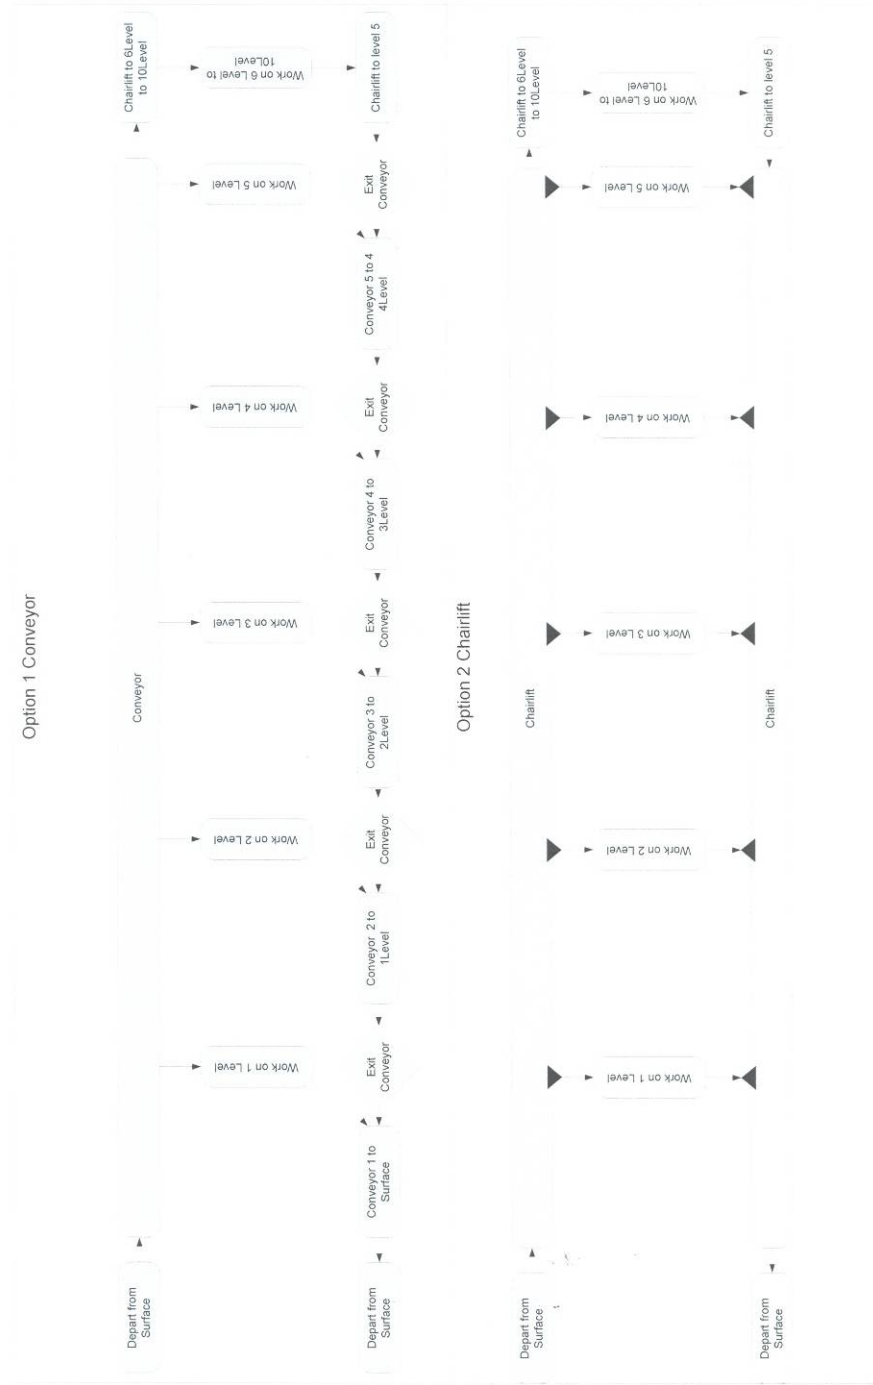 Option 1 Conveyor
Depart from
Surface
Conveyor
Chairlift to 6Level
to 10Level
Work on 1 Level
Work on 2 Level
Work on 3 Level
Work on 4 Level
Work on 5 Level
Work on 6 Level to
10Level
Depart from
Surface
Conveyor 1 to
Surface
Exit
Conveyor
Conveyor 2 to
1Level
Exit
Conveyor
Conveyor 3 to
2Level
Exit
Conveyor
Conveyor 4 to
3Level
Exit
Conveyor
Conveyor 5 to 4
4Level
Exit
Conveyor
Chairlift to level 5
Option 2 Chairlift
Depart from
Surface
Chairlift
Chairlift to 6Level
to 10Level
Work on 1 Level
Work on 2 Level
Work on 3 Level
Work on 4 Level
Work on 5 Level
Work on 6 Level to
10Level
Depart from
Surface
Chairlift
Chairlift to level 5